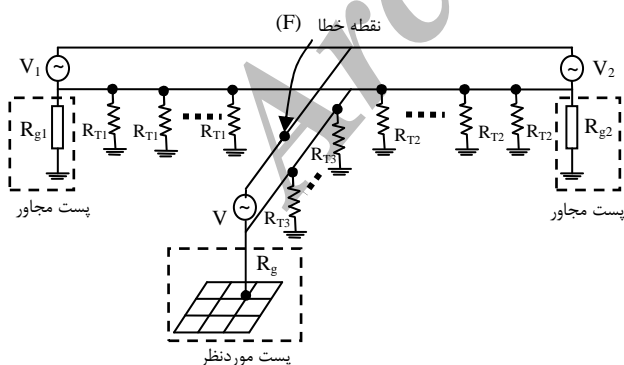 نقطه خطا (F)
V1
V2
Rg1
RT1
RT1
RT1
RT2
RT2
RT2
Rg2
RT3
RT3
V
پست مجاور
پست مجاور
Rg
پست موردنظر
Arc